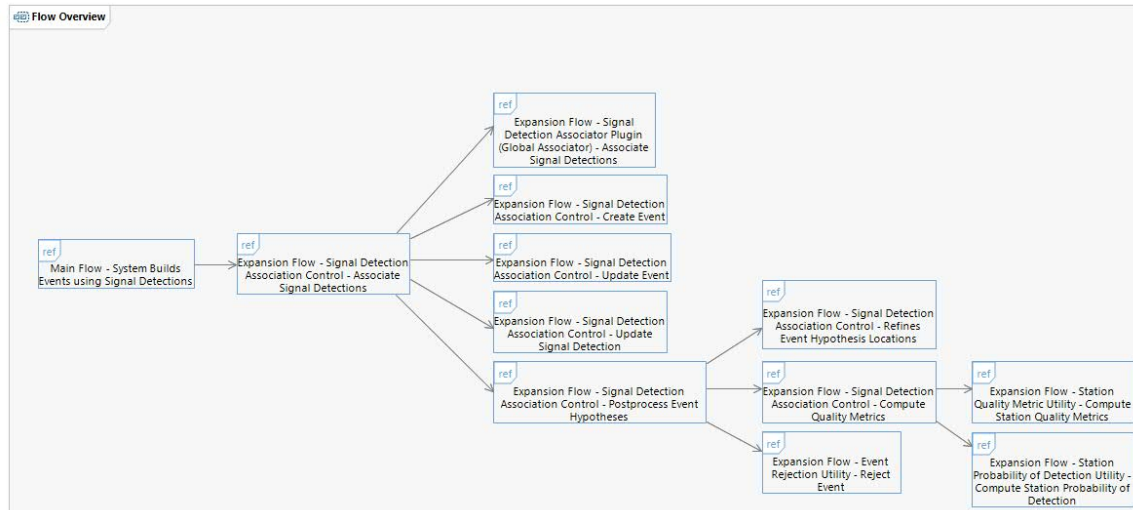 Flow Overview
ref
Expansion Flow - Signal
Detection Associator Plugin
(Global Associator) - Associate
Signal Detections
ref
Expansion Flow - Signal Detection
Association Control - Create Event
ref
Main Flow - System Builds
Events using Signal Detections
ref
Expansion Flow - Signal Detection
Association Control - Associate
Signal Detections
ref
Expansion Flow - Signal Detection
Association Control - Update Event
ref
Expansion Flow - Signal Detection
Association Control - Update
Signal Detection
ref
Expansion Flow - Signal Detection
Association Control - Refines
Event Hypothesis Locations
ref
Expansion Flow - Signal Detection
Association Control - Postprocess Event
Hypotheses
ref
Expansion Flow - Signal Detection
Association Control - Compute
Quality Metrics
ref
Expansion Flow - Station
Quality Metric Utility - Compute
Station Quality Metrics
ref
Expansion Flow - Event
Rejection Utility - Reject
Event
ref
Expansion Flow - Station
Probability of Detection Utility -
Compute Station Probability of
Detection